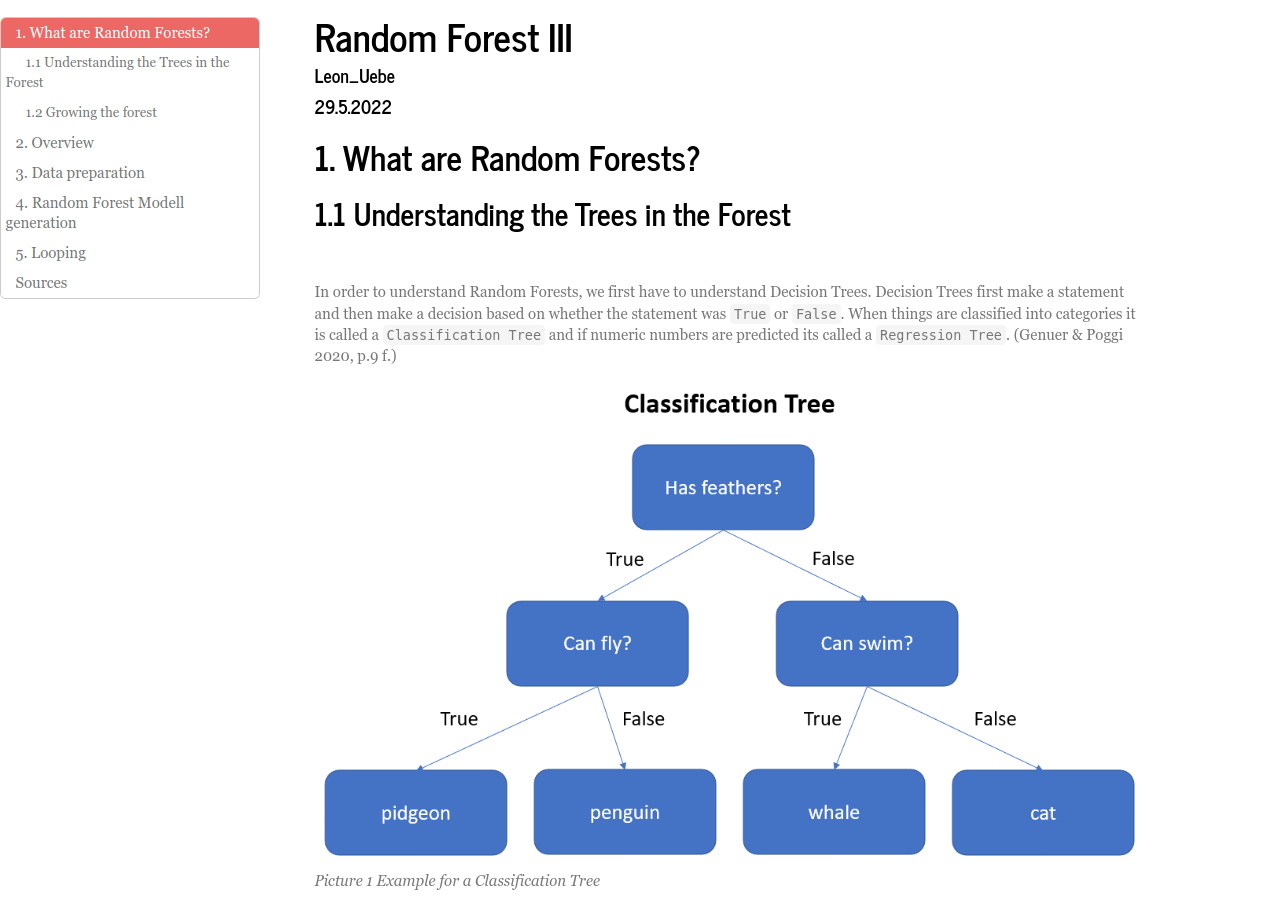 1. What are Random Forests?
1.1 Understanding the Trees in the
Forest
1.2 Growing the forest
2. Overview
3. Data preparation
4. Random Forest Modell
generation
5. Looping
Sources
Random Forest III
Leon_Uebe
29.5.2022
1. What are Random Forests?
1.1 Understanding the Trees in the Forest
In order to understand Random Forests, we first have to understand Decision Trees. Decision Trees first make a statement
and then make a decision based on whether the statement was True or False. When things are classified into categories it
is called a Classification Tree and if numeric numbers are predicted its called a Regression Tree. (Genuer & Poggi
2020, p.9 f.)
Classification Tree
Has feathers?
True False
Can fly? Can swim?
True False True False
pidgeon penguin whale cat
Picture 1 Example for a Classification Tree